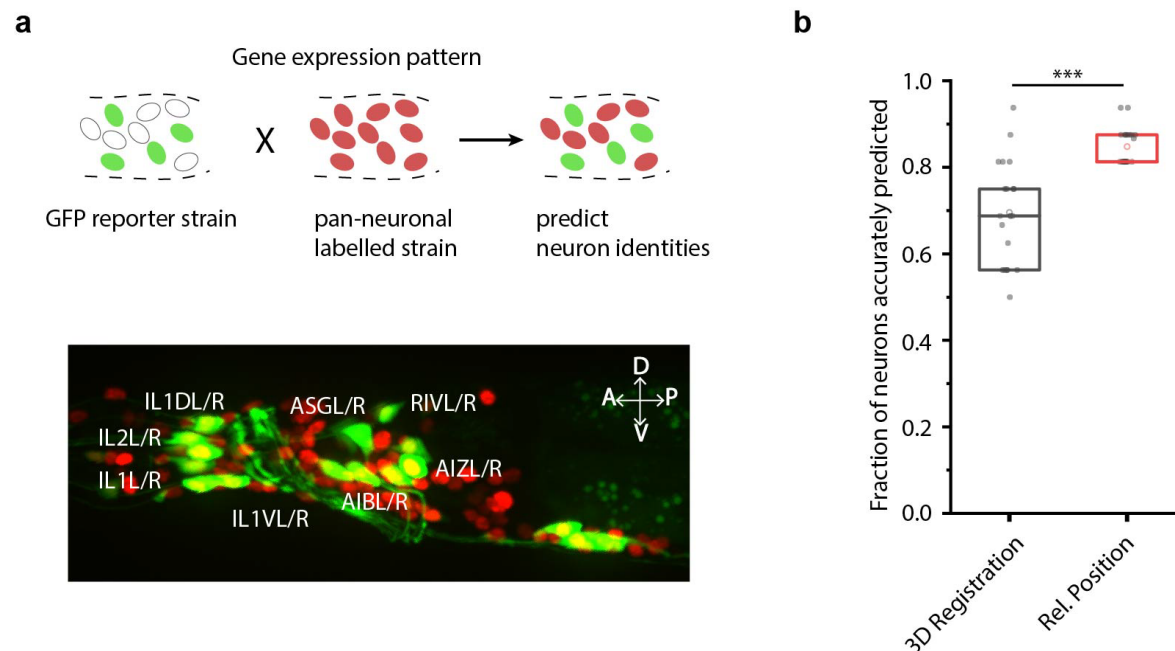 a
Gene expression pattern
X
GFP reporter strain
pan-neuronal
labelled strain
predict
neuron identities
IL1DL/R
ASGL/R
RIVL/R
IL2L/R
IL1L/R
AIZL/R
AIBL/R
IL1VL/R
D
A
P
V
b
Fraction of neurons accurately predicted
1.0
0.8
0.6
0.4
0.2
0.0
***
3D Registration
Rel. Position